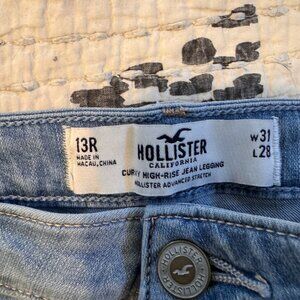 13R
MADE IN
MACAU, CHINA
HOLLISTER
CALIFORNIA
CURVY HIGH-RISE JEAN LEGGING
HOLLISTER ADVANCED STRETCH
W31
L28
HOLLISTER